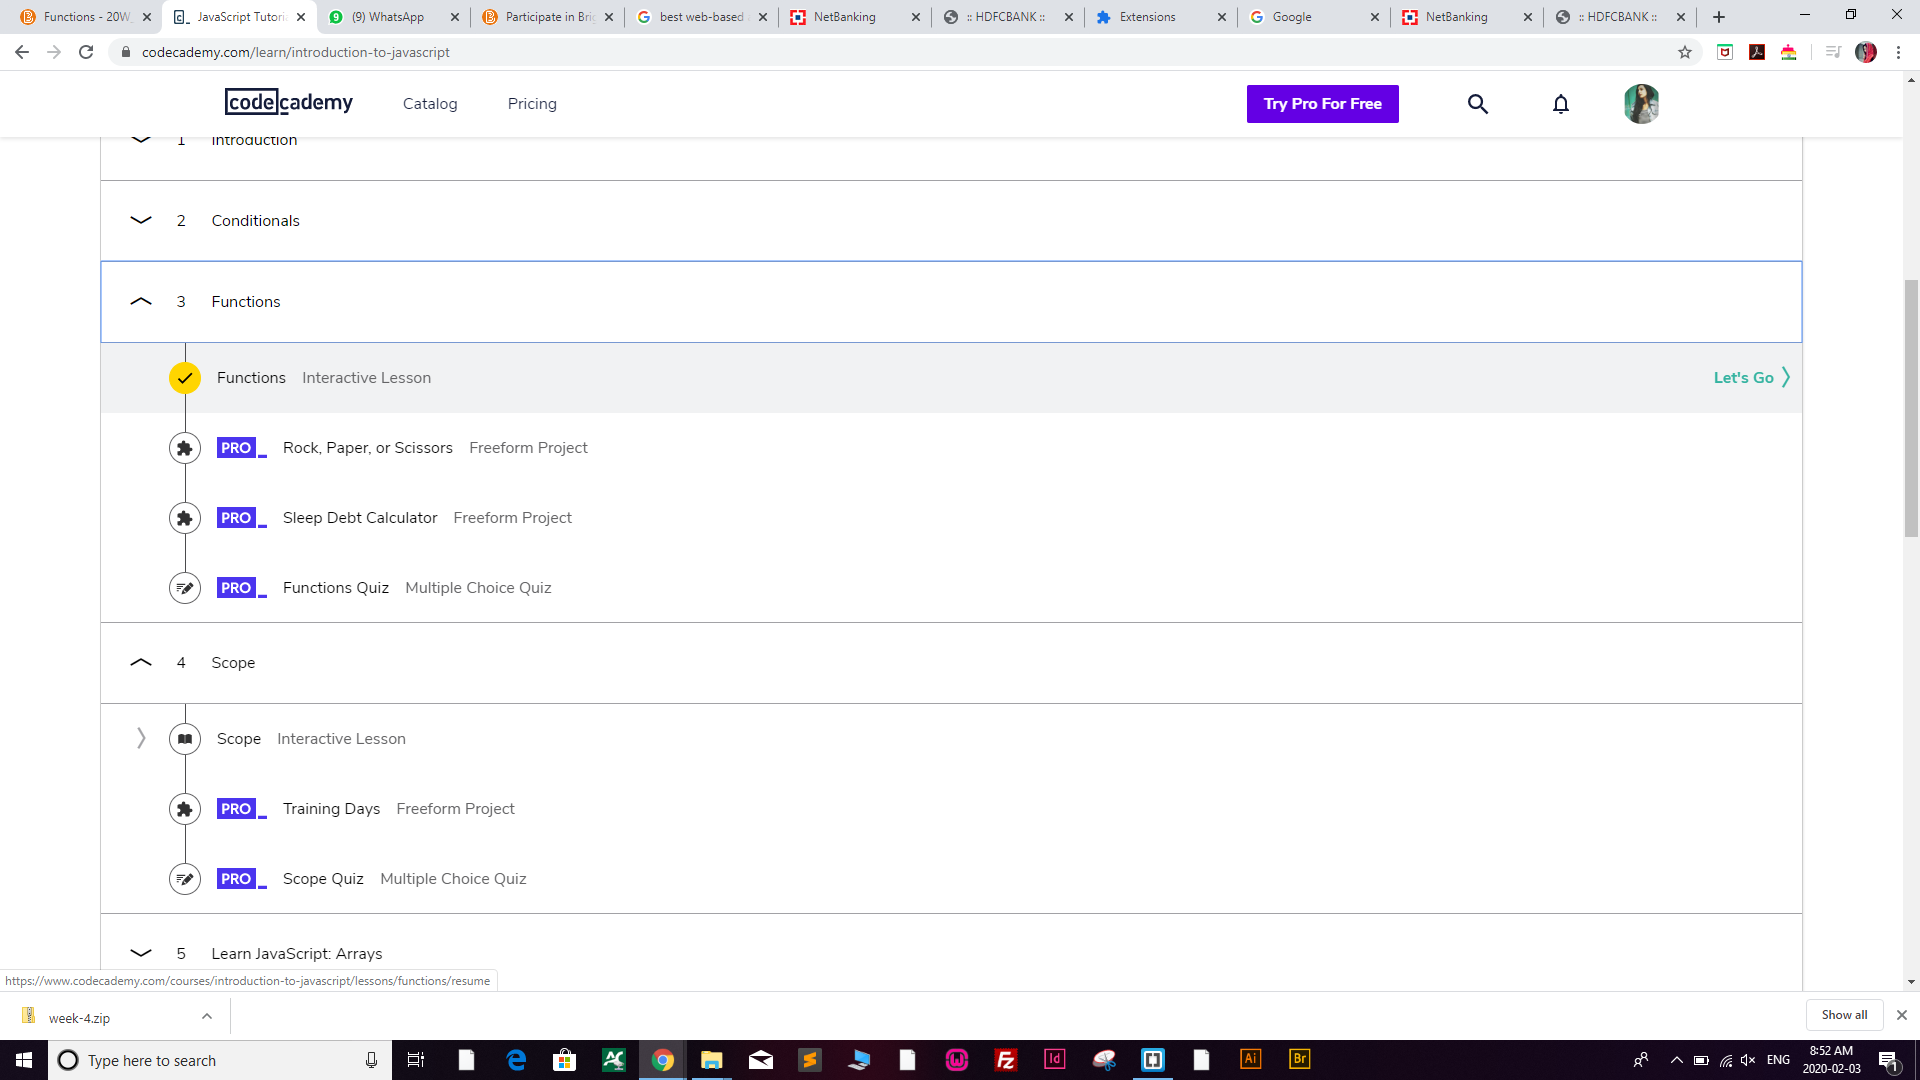 Functions - 20W
JavaScript Tutori
(9) WhatsApp
Participate in Brig
best web-based
NetBanking
:: HDFCBANK ::
Extensions
Google
NetBanking
:: HDFCBANK ::
codecademy.com/learn/introduction-to-javascript
codecademy
Catalog
Pricing
Try Pro For Free
1 Introduction
2 Conditionals
3 Functions
Functions Interactive Lesson Let's Go
PRO Rock, Paper, or Scissors Freeform Project
PRO Sleep Debt Calculator Freeform Project
PRO Functions Quiz Multiple Choice Quiz
4 Scope
Scope Interactive Lesson
PRO Training Days Freeform Project
PRO Scope Quiz Multiple Choice Quiz
5 Learn JavaScript: Arrays
https://www.codecademy.com/courses/introduction-to-javascript/lessons/functions/resume
week-4.zip
Show all
Type here to search
ENG
8:52 AM
2020-02-03
1